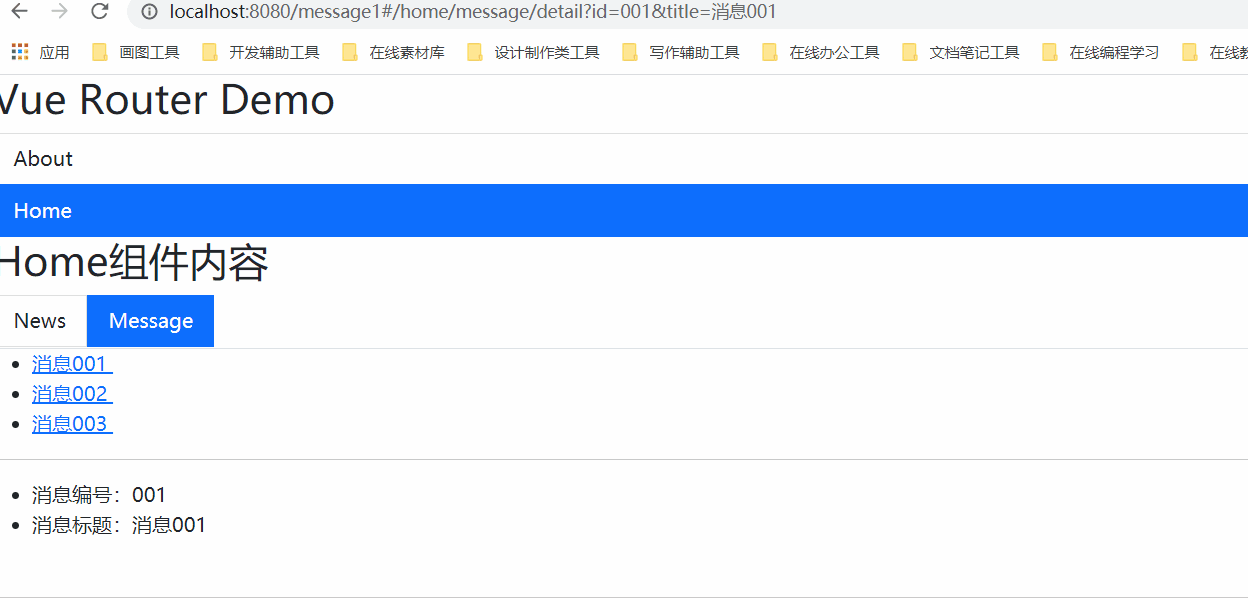 localhost:8080/message1#/home/message/detail?id=001&title=消息001
应用 画图工具 开发辅助工具 在线素材库 设计制作类工具 写作辅助工具 在线办公工具 文档笔记工具 在线编程学习 在线教
Vue Router Demo
About
Home
Home组件内容
News Message
消息001
消息002
消息003
消息编号：001
消息标题：消息001